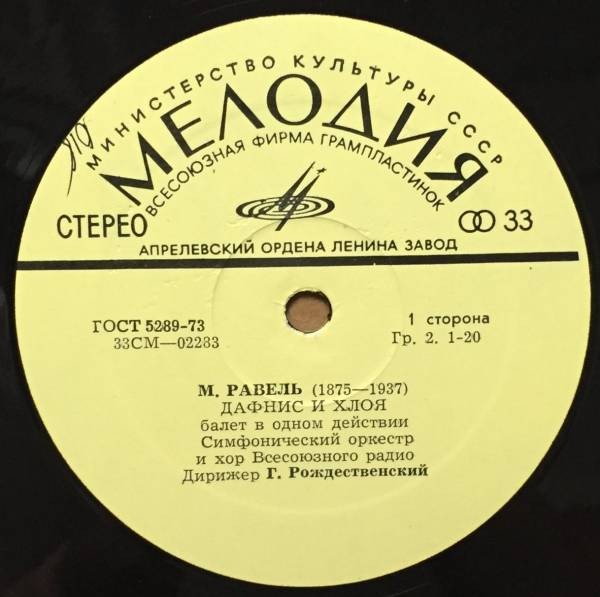 МИНИСТЕРСТВО КУЛЬТУРЫ СССР
МЕЛОДИЯ
ВСЕСОЮЗНАЯ ФИРМА ГРАМПЛАСТИНОК
СТЕРЕО
33
АПРЕЛЕВСКИЙ ОРДЕНА ЛЕНИНА ЗАВОД
ГОСТ 5289-73
1 сторона
33СМ—02283
Гр. 2. 1-20
М. РАВЕЛЬ (1875—1937)
ДАФНИС И ХЛОЯ
балет в одном действии
Симфонический оркестр
и хор Всесоюзного радио
Дирижер Г. Рождественский